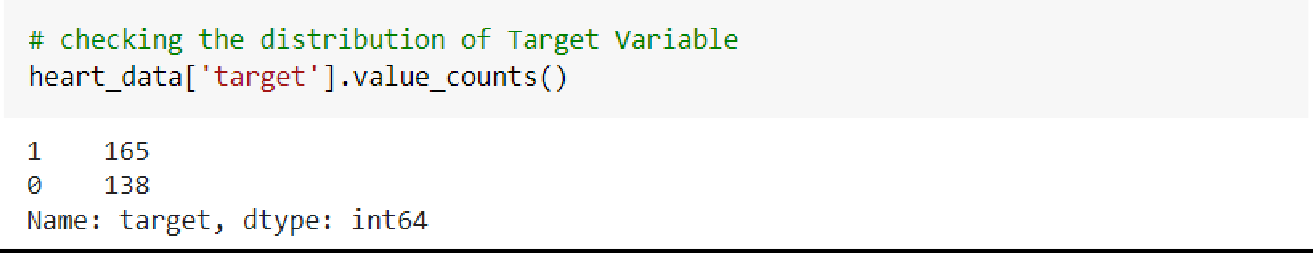 # checking the distribution of Target Variable
heart_data['target'].value_counts()
1    165
0    138
Name: target, dtype: int64